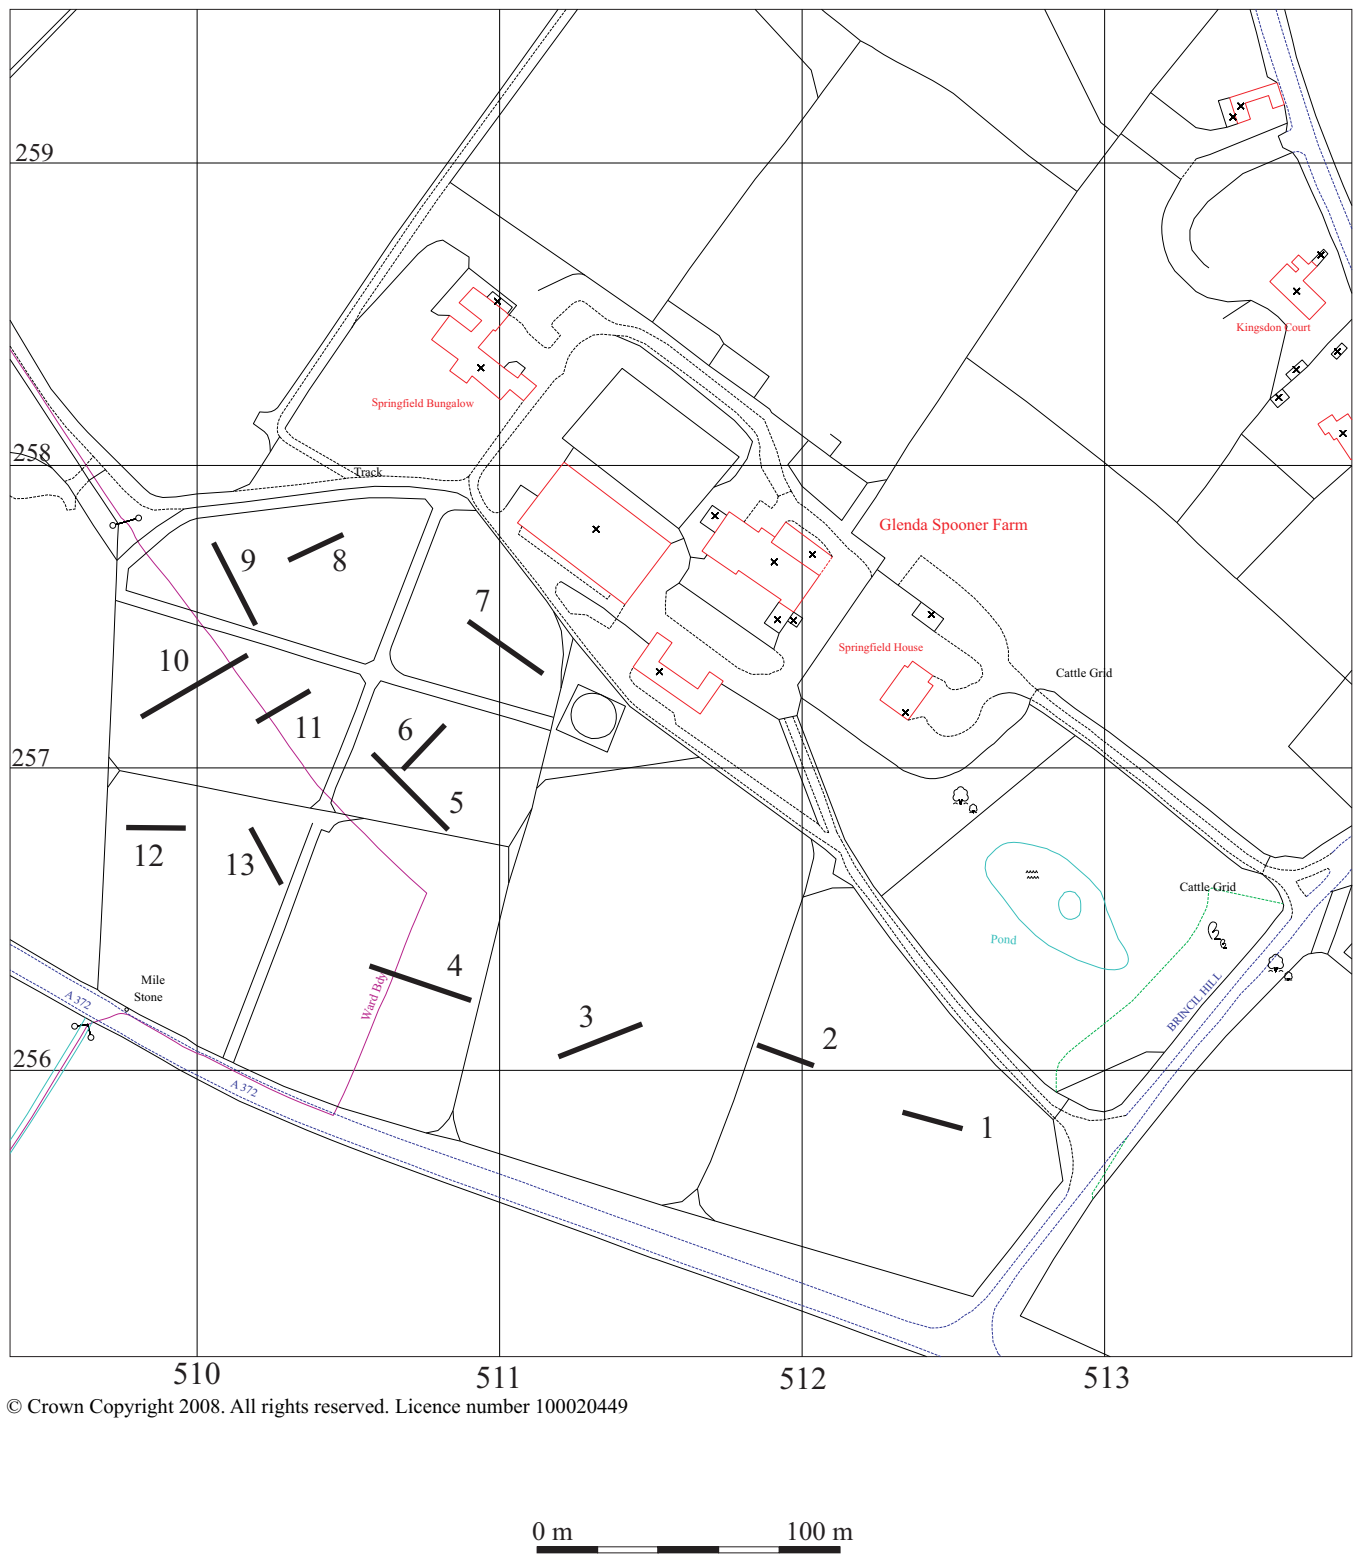 259
Kingsdon Court
Springfield Bungalow
258
Track
Glenda Spooner Farm
9
8
7
Springfield House
10
Cattle Grid
11
6
257
5
12
13
Cattle Grid
Pond
4
Mile
Stone
A 372
Ward Bdy
BRINCIL HILL
3
2
256
A 372
1
510
511
512
513
© Crown Copyright 2008. All rights reserved. Licence number 100020449
0 m
100 m